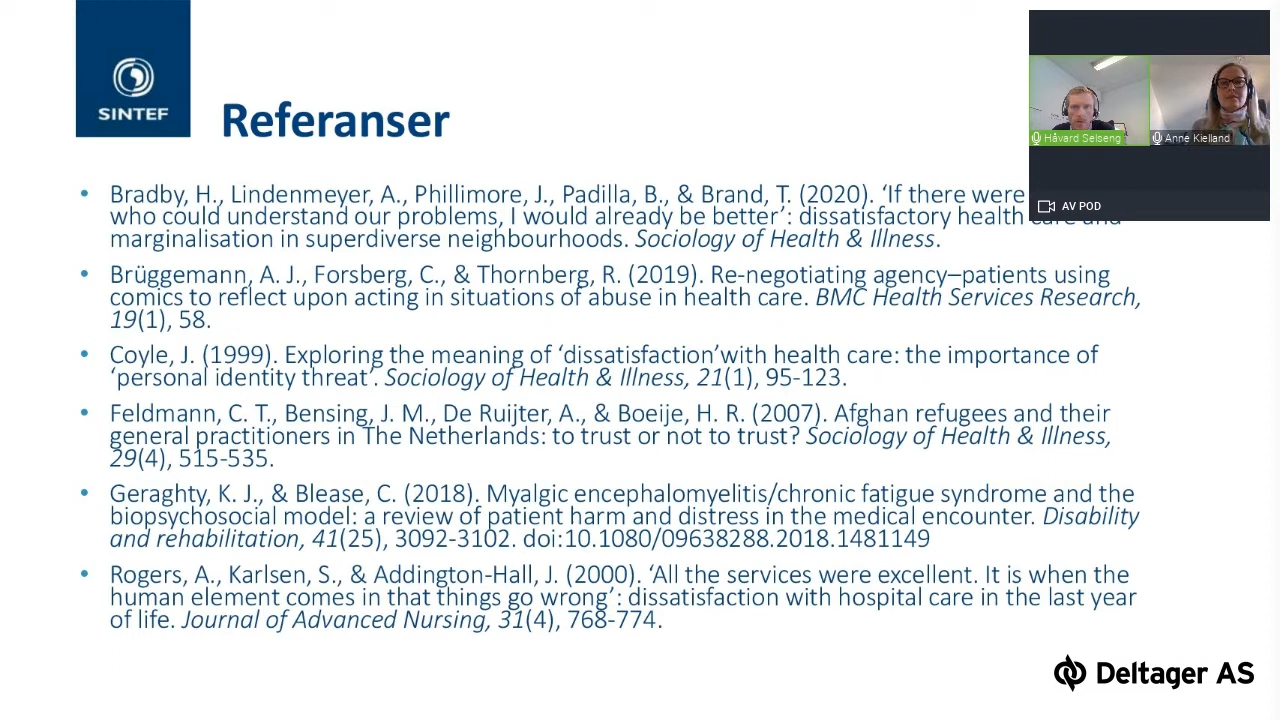 SINTEF
Referanser
Håvard Selseng
Anne Kielland
AV POD
• Bradby, H., Lindenmeyer, A., Phillimore, J., Padilla, B., & Brand, T. (2020). ‘If there were
who could understand our problems, I would already be better’: dissatisfactory health care and
marginalisation in superdiverse neighbourhoods. Sociology of Health & Illness.
• Brüggemann, A. J., Forsberg, C., & Thornberg, R. (2019). Re-negotiating agency–patients using
comics to reflect upon acting in situations of abuse in health care. BMC Health Services Research,
19(1), 58.
• Coyle, J. (1999). Exploring the meaning of ‘dissatisfaction’with health care: the importance of
‘personal identity threat’. Sociology of Health & Illness, 21(1), 95-123.
• Feldmann, C. T., Bensing, J. M., De Ruijter, A., & Boeije, H. R. (2007). Afghan refugees and their
general practitioners in The Netherlands: to trust or not to trust? Sociology of Health & Illness,
29(4), 515-535.
• Geraghty, K. J., & Blease, C. (2018). Myalgic encephalomyelitis/chronic fatigue syndrome and the
biopsychosocial model: a review of patient harm and distress in the medical encounter. Disability
and rehabilitation, 41(25), 3092-3102. doi:10.1080/09638288.2018.1481149
• Rogers, A., Karlsen, S., & Addington-Hall, J. (2000). ‘All the services were excellent. It is when the
human element comes in that things go wrong’: dissatisfaction with hospital care in the last year
of life. Journal of Advanced Nursing, 31(4), 768-774.
Deltager AS